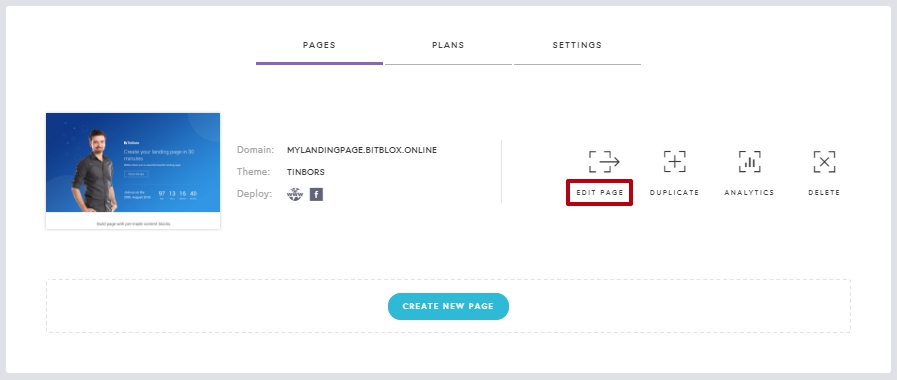 PAGES
PLANS
SETTINGS
Create your landing page in 30
minutes
97 13 16 40
Build page with pre-made content blocks
Domain: MYLANDINGPAGE.BITBLOX.ONLINE
Theme: TINBORS
Deploy: www f
EDIT PAGE
DUPLICATE
ANALYTICS
DELETE
CREATE NEW PAGE